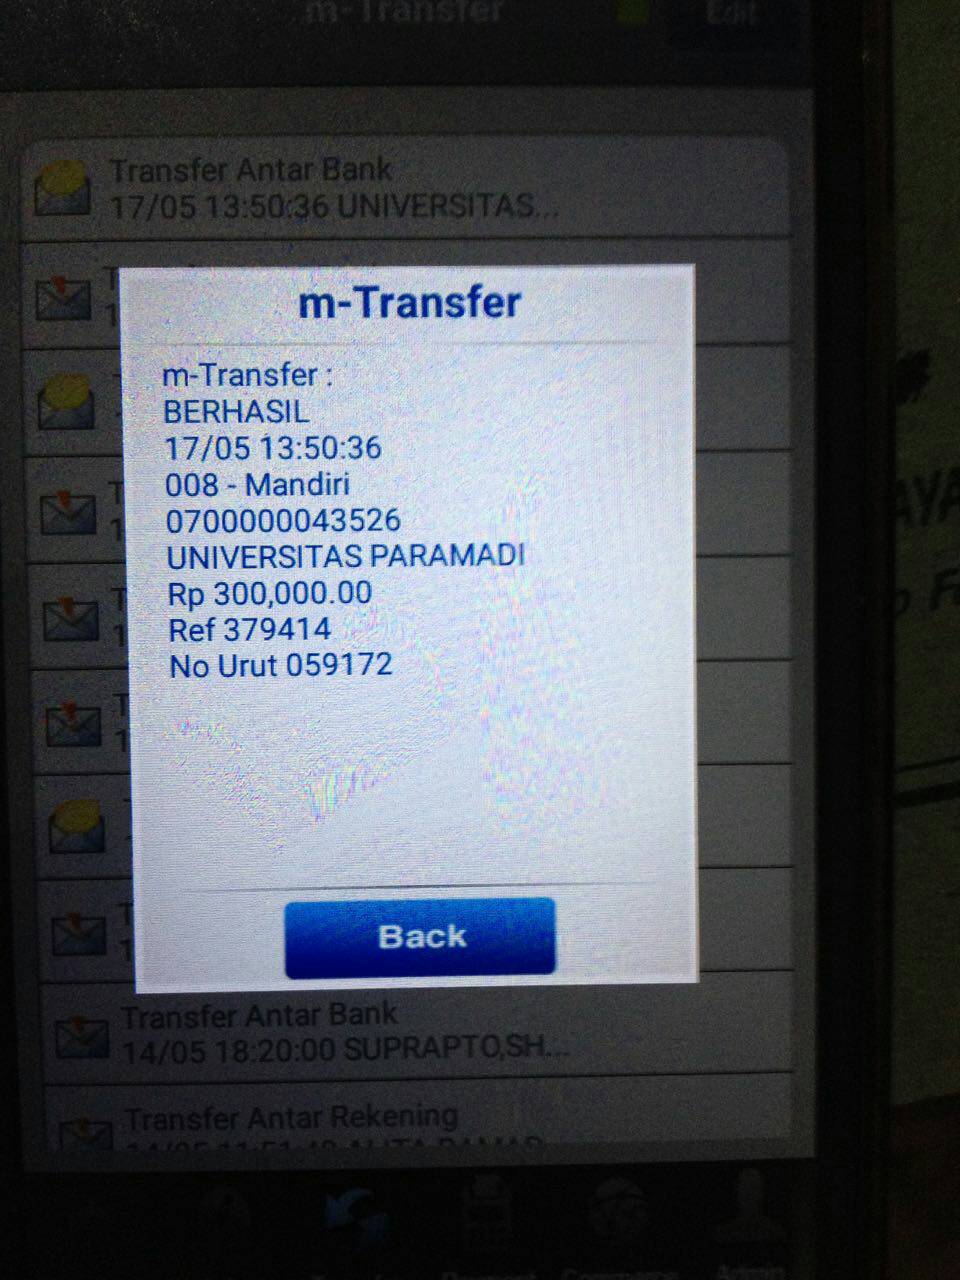 m-Transfer
Edit
Transfer Antar Bank
17/05 13:50:36 UNIVERSITAS...
m-Transfer
m-Transfer :
BERHASIL
17/05 13:50:36
008 - Mandiri
0700000043526
UNIVERSITAS PARAMADI
Rp 300,000.00
Ref 379414
No Urut 059172
Back
Transfer Antar Bank
14/05 18:20:00 SUPRAPTO,SH...
Transfer Antar Rekening